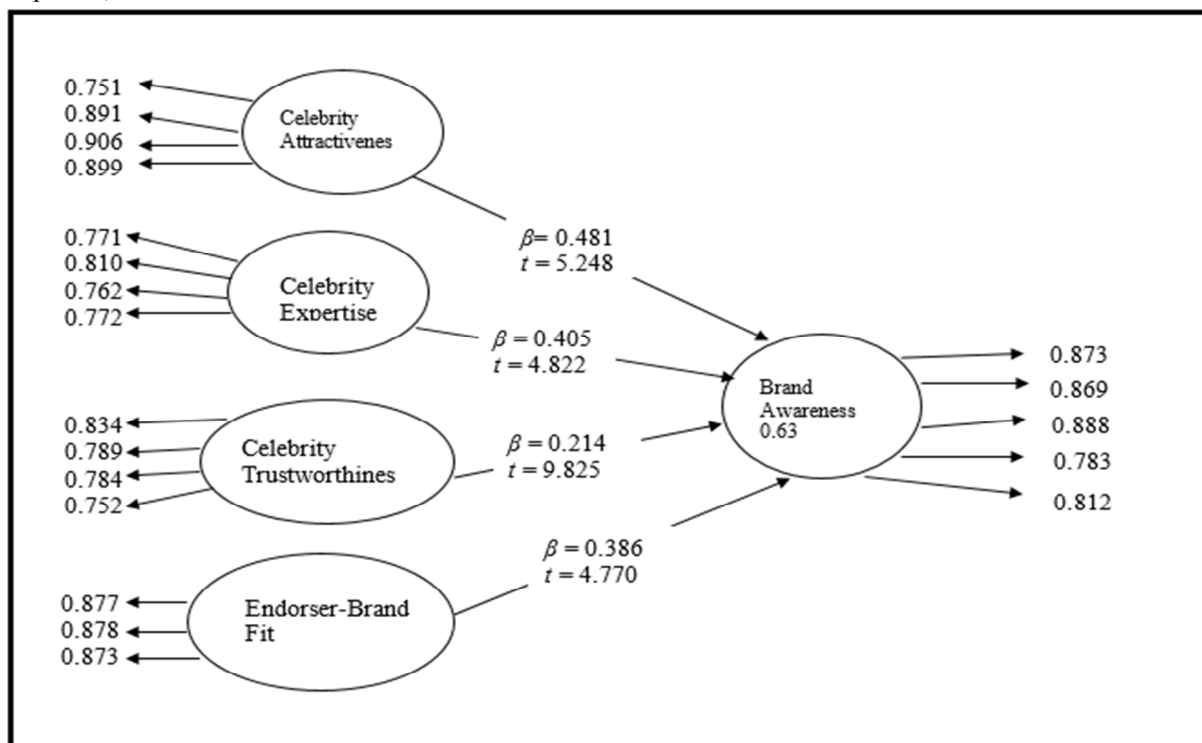 0.751
0.891
0.906
0.899
Celebrity
Attractivenes
β= 0.481
t = 5.248
0.771
0.810
0.762
0.772
Celebrity
Expertise
β = 0.405
t = 4.822
0.834
0.789
0.784
0.752
Celebrity
Trustworthines
β = 0.214
t = 9.825
0.877
0.878
0.873
Endorser-Brand
Fit
β = 0.386
t = 4.770
Brand
Awareness
0.63
0.873
0.869
0.888
0.783
0.812